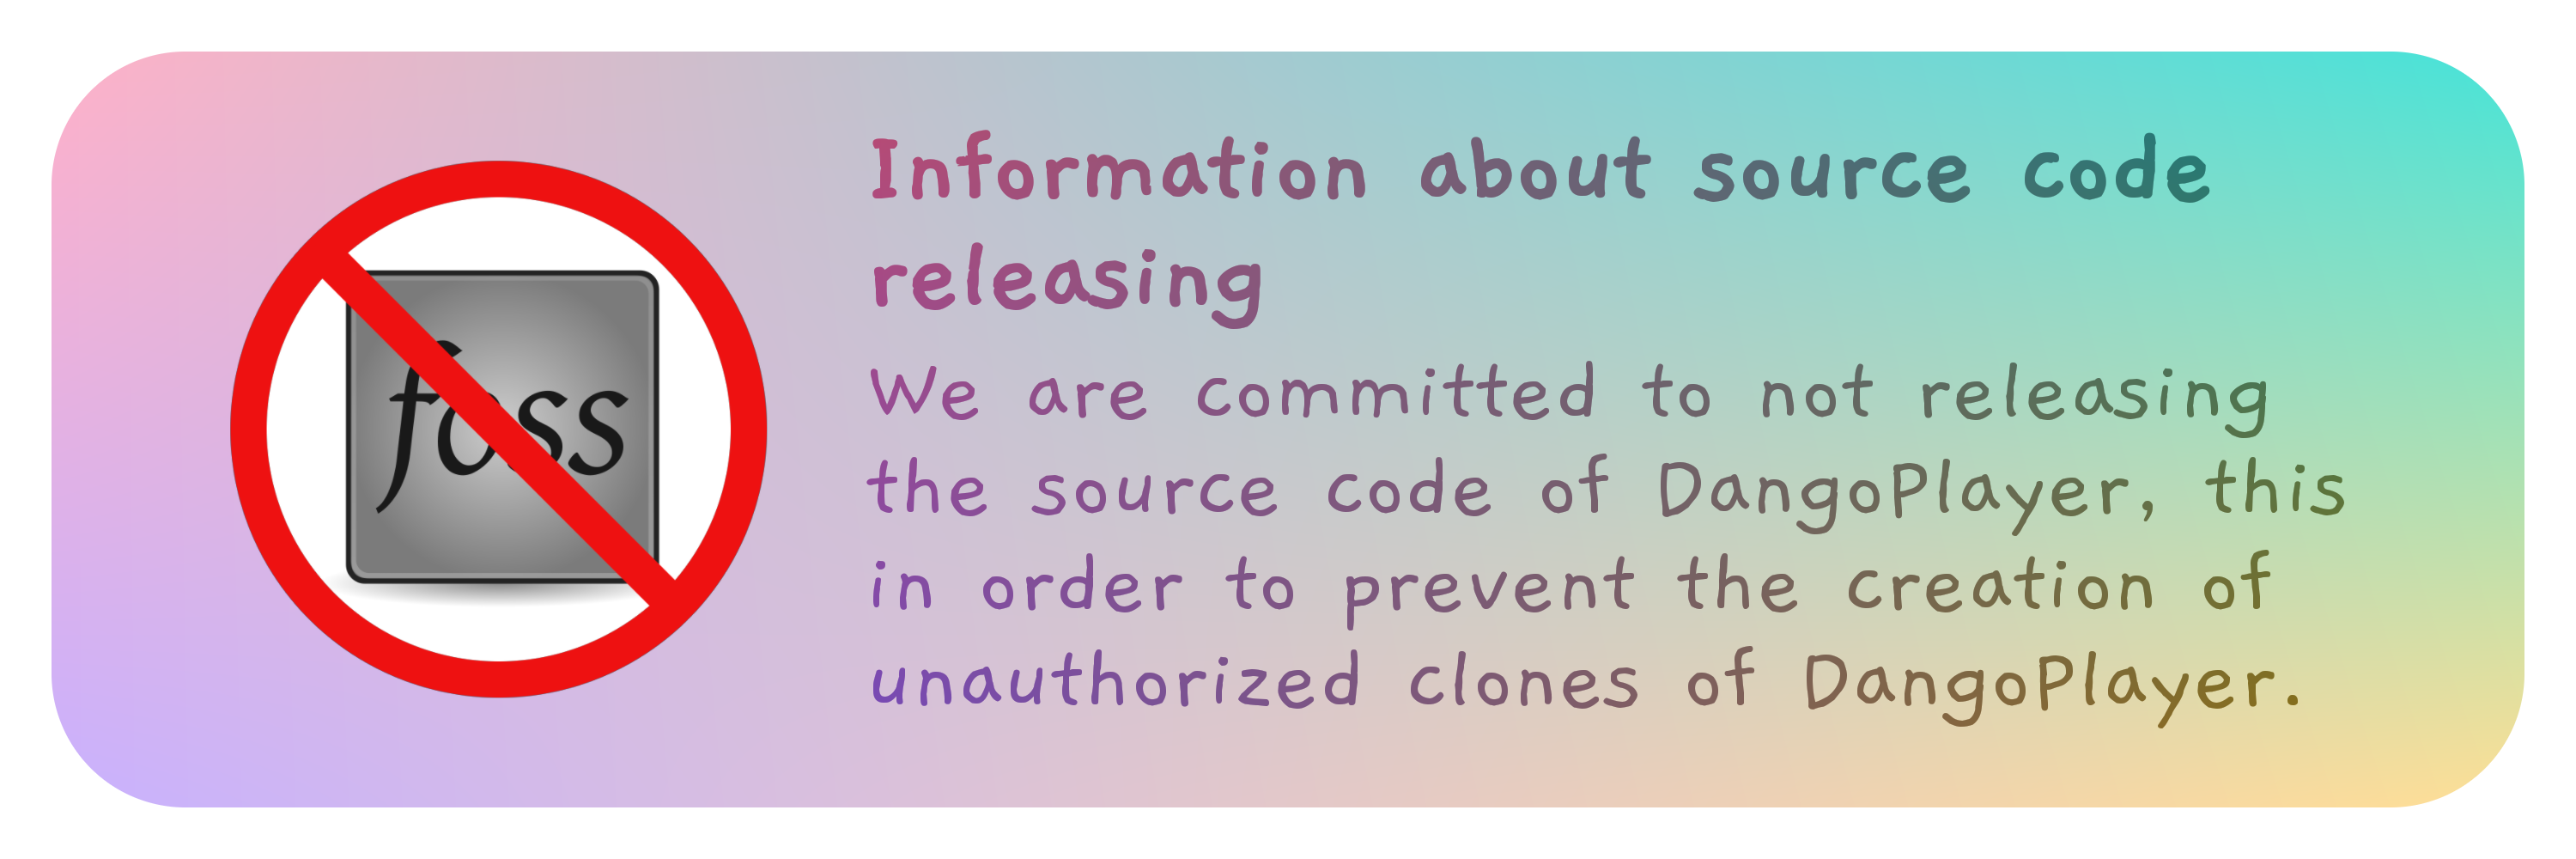 foss
Information about source code
releasing
We are committed to not releasing
the source code of DangoPlayer, this
in order to prevent the creation of
unauthorized clones of DangoPlayer.